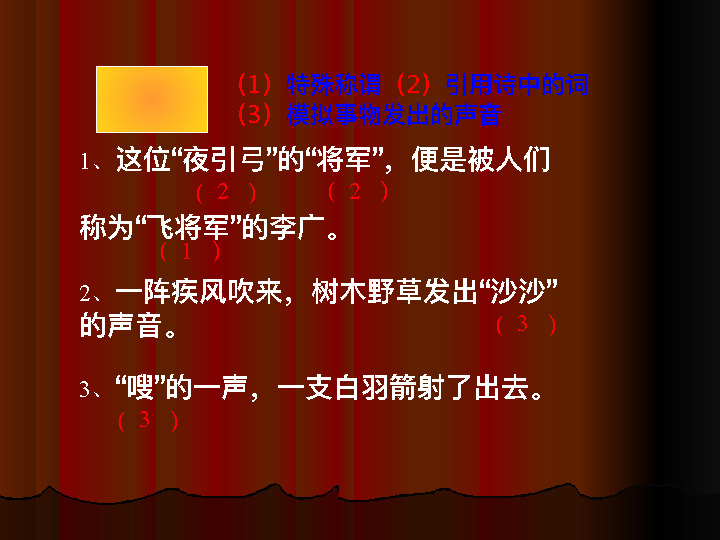 （1）特殊称谓（2）引用诗中的词
（3）模拟事物发出的声音
1、这位“夜引弓”的“将军”，便是被人们
（ 2 ） （ 2 ）
称为“飞将军”的李广。
（ 1 ）
2、一阵疾风吹来，树木野草发出“沙沙”
的声音。 （ 3 ）
3、“嗖”的一声，一支白羽箭射了出去。
（ 3 ）